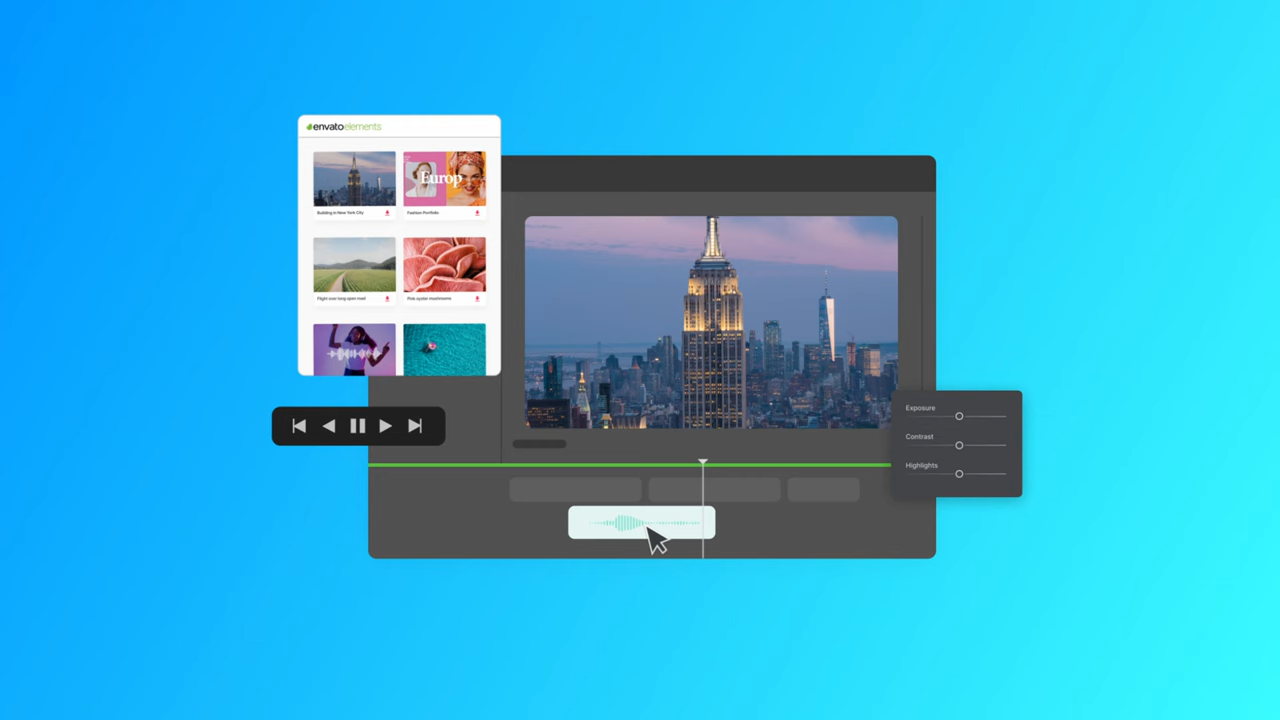 envatoelements
Europ
Building in New York City
Fashion Portfolio
Flight over long open road
Pink oyster mushrooms
Exposure
Contrast
Highlights